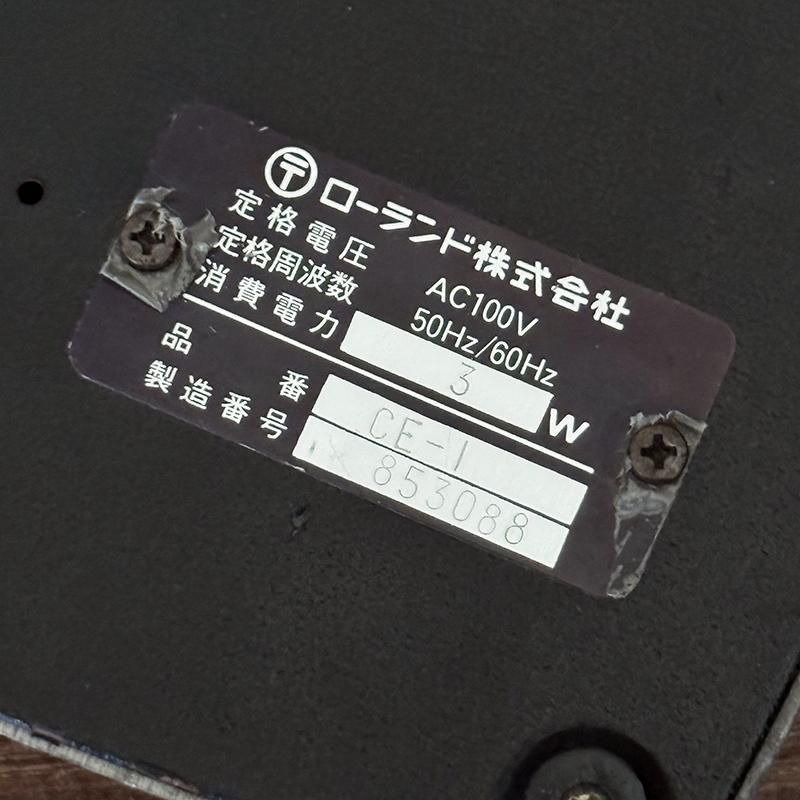 〒 ローランド株式会社
定格電圧 AC100V
定格周波数 50Hz/60Hz
消費電力 3 W
品番 CE-1
製造番号 853088